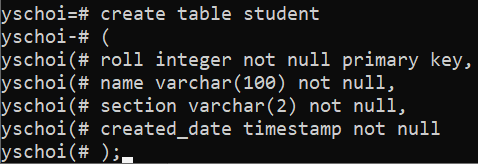 yschoi=# create table student
yschoi-# (
yschoi(# roll integer not null primary key,
yschoi(# name varchar(100) not null,
yschoi(# section varchar(2) not null,
yschoi(# created_date timestamp not null
yschoi(# );